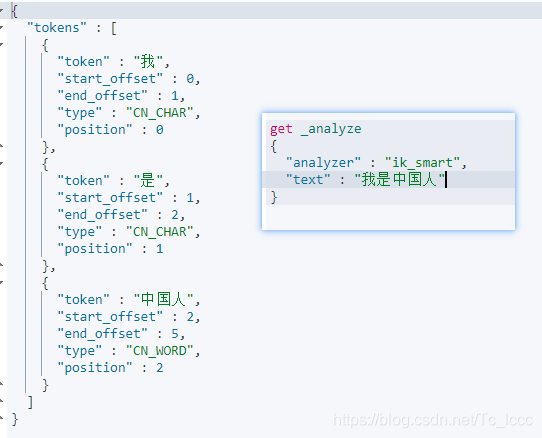 {
  "tokens" : [
    {
      "token" : "我",
      "start_offset" : 0,
      "end_offset" : 1,
      "type" : "CN_CHAR",
      "position" : 0
    },
    {
      "token" : "是",
      "start_offset" : 1,
      "end_offset" : 2,
      "type" : "CN_CHAR",
      "position" : 1
    },
    {
      "token" : "中国人",
      "start_offset" : 2,
      "end_offset" : 5,
      "type" : "CN_WORD",
      "position" : 2
    }
  ]
}
get _analyze
{
  "analyzer" : "ik_smart",
  "text" : "我是中国人"
}
https://blog.csdn.net/Tc_lccc